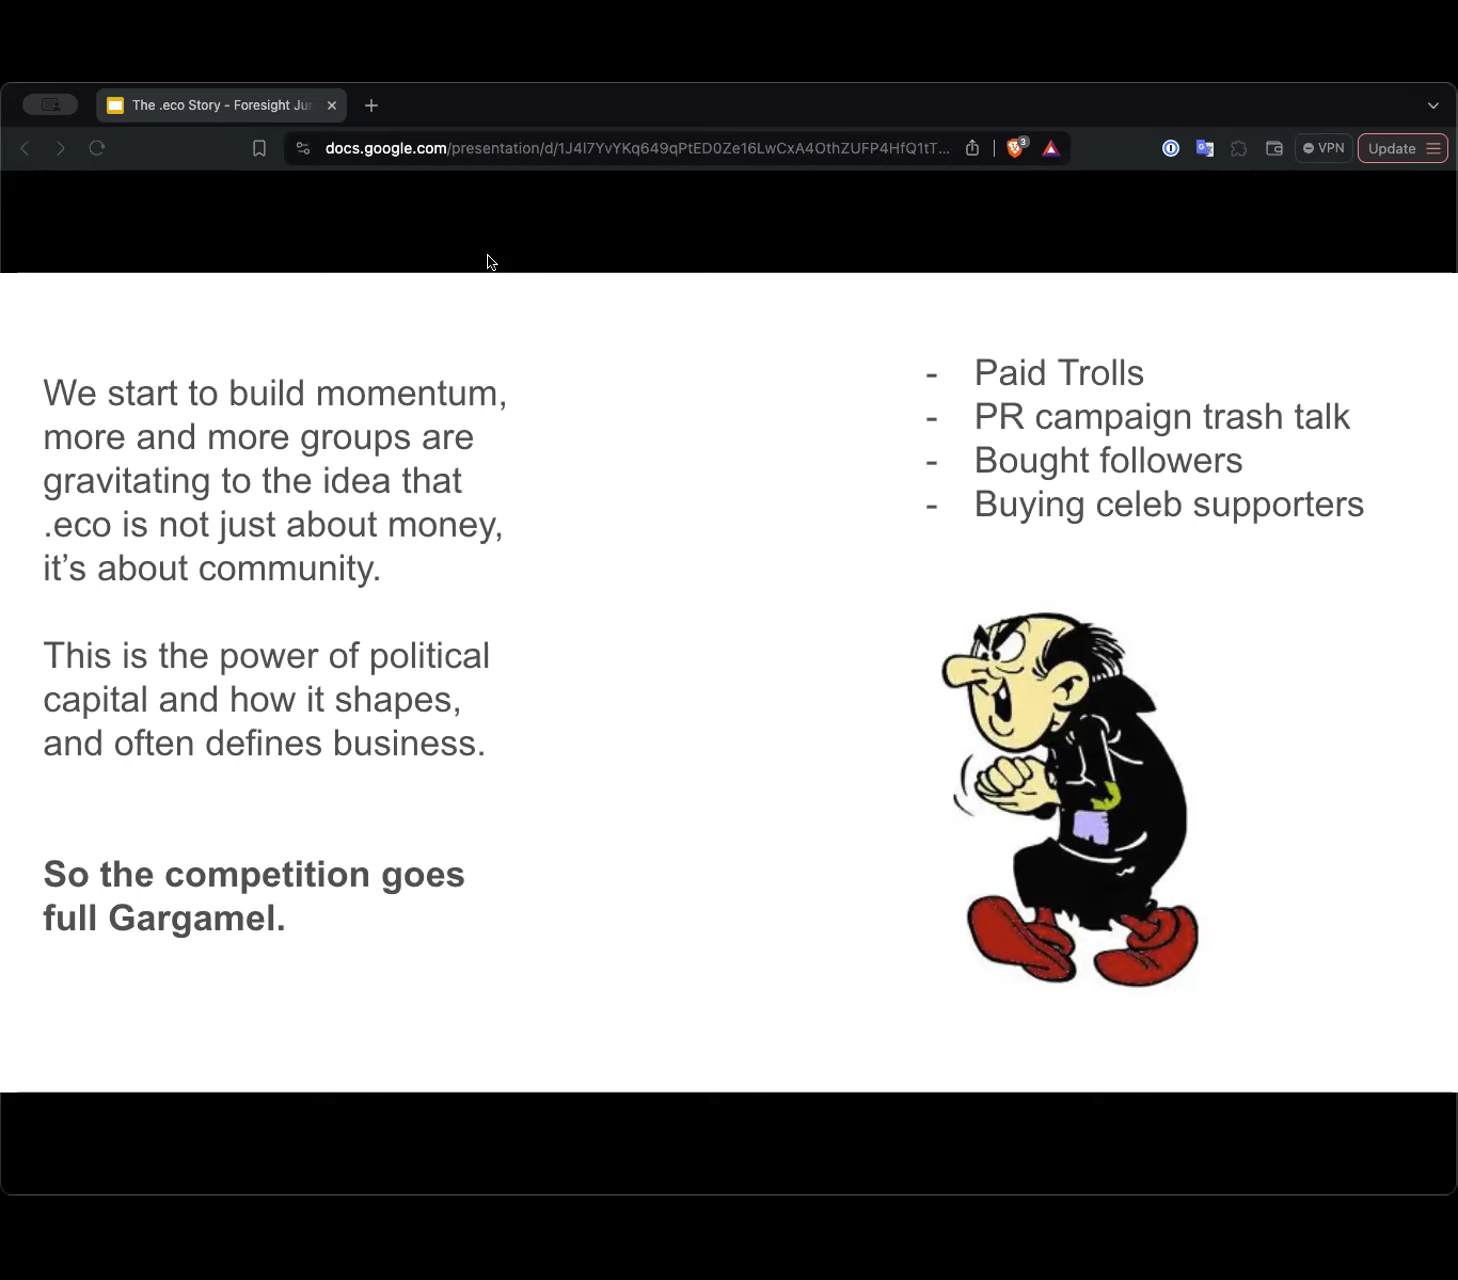 The .eco Story - Foresight Jun
docs.google.com/presentation/d/1J4l7YvYKq649qPtED0Ze16LwCxA4OthZUFP4HfQ1tT...
3
VPN
Update
We start to build momentum,
more and more groups are
gravitating to the idea that
.eco is not just about money,
it’s about community.
This is the power of political
capital and how it shapes,
and often defines business.
So the competition goes
full Gargamel.
- Paid Trolls
- PR campaign trash talk
- Bought followers
- Buying celeb supporters